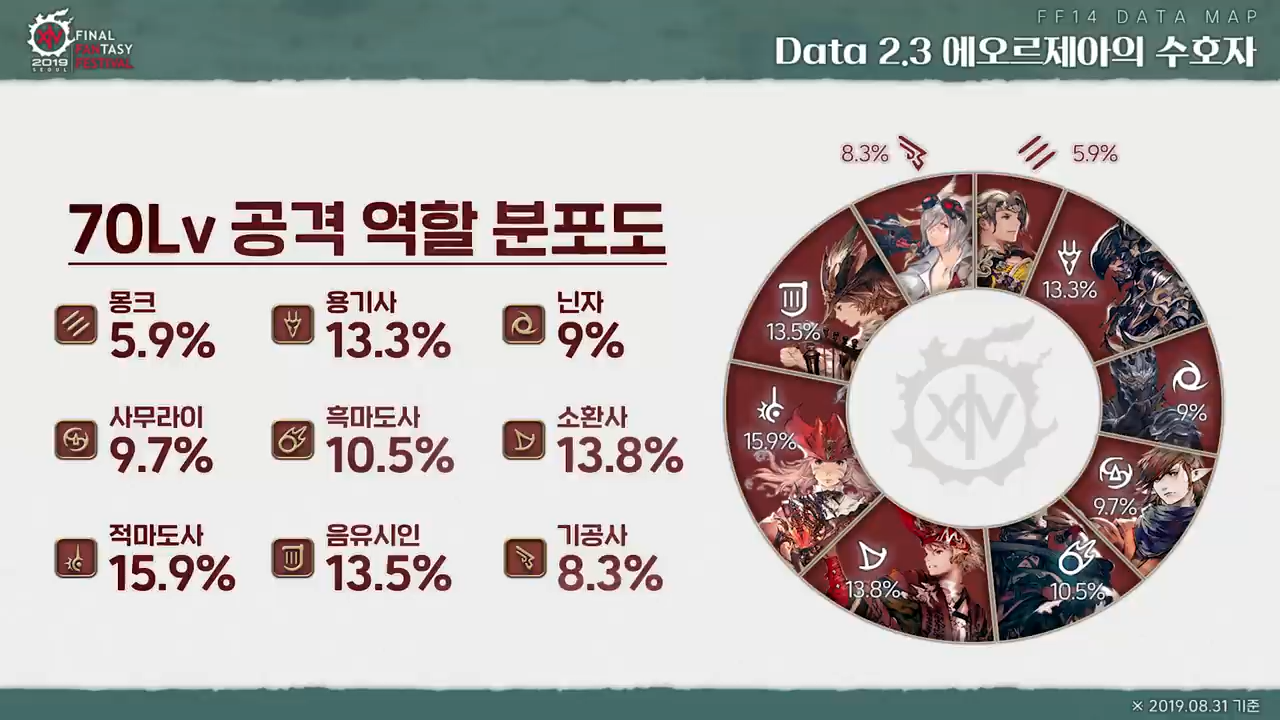 FF14 DATA MAP
Data 2.3 에오르제아의 수호자
XIV
FINAL
FANTASY
FESTIVAL
2019
SEOUL
70Lv 공격 역할 분포도
몽크
5.9%
용기사
13.3%
닌자
9%
사무라이
9.7%
흑마도사
10.5%
소환사
13.8%
적마도사
15.9%
음유시인
13.5%
기공사
8.3%
8.3%
5.9%
13.3%
13.5%
9%
15.9%
9.7%
13.8%
10.5%
XIV
※ 2019.08.31 기준